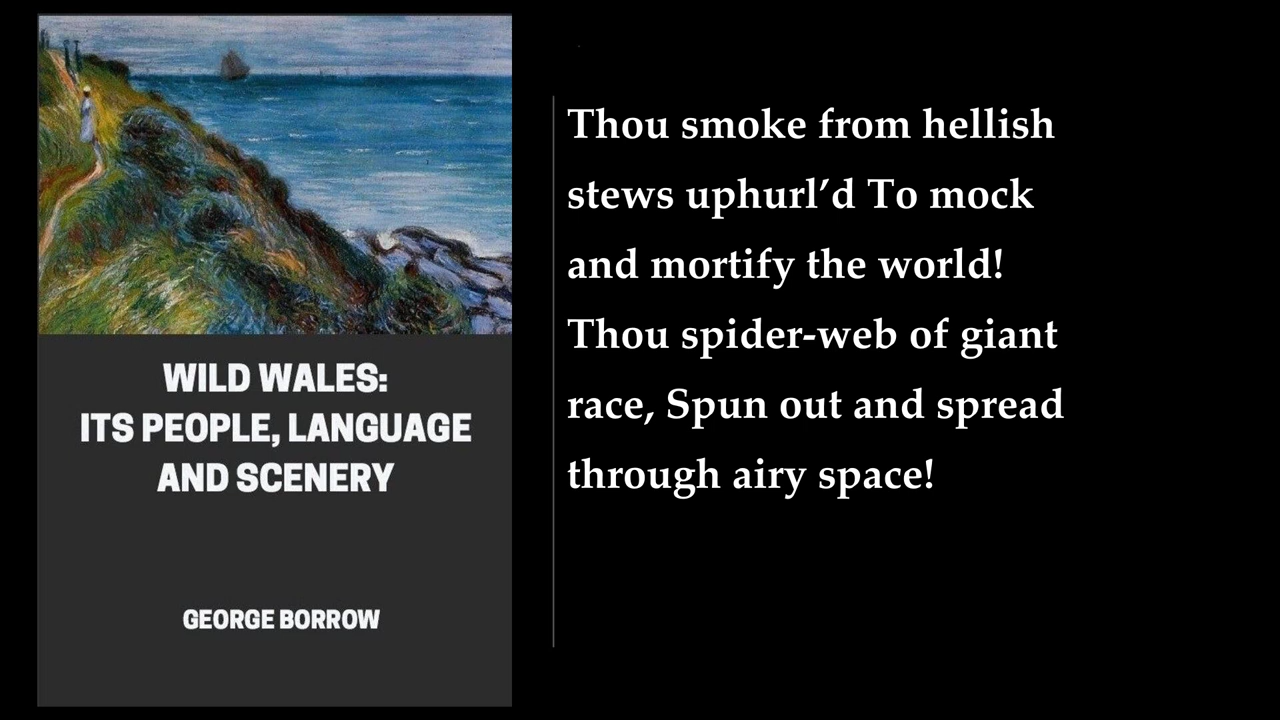 WILD WALES:
ITS PEOPLE, LANGUAGE
AND SCENERY
GEORGE BORROW
Thou smoke from hellish
stews uphurl’d To mock
and mortify the world!
Thou spider-web of giant
race, Spun out and spread
through airy space!